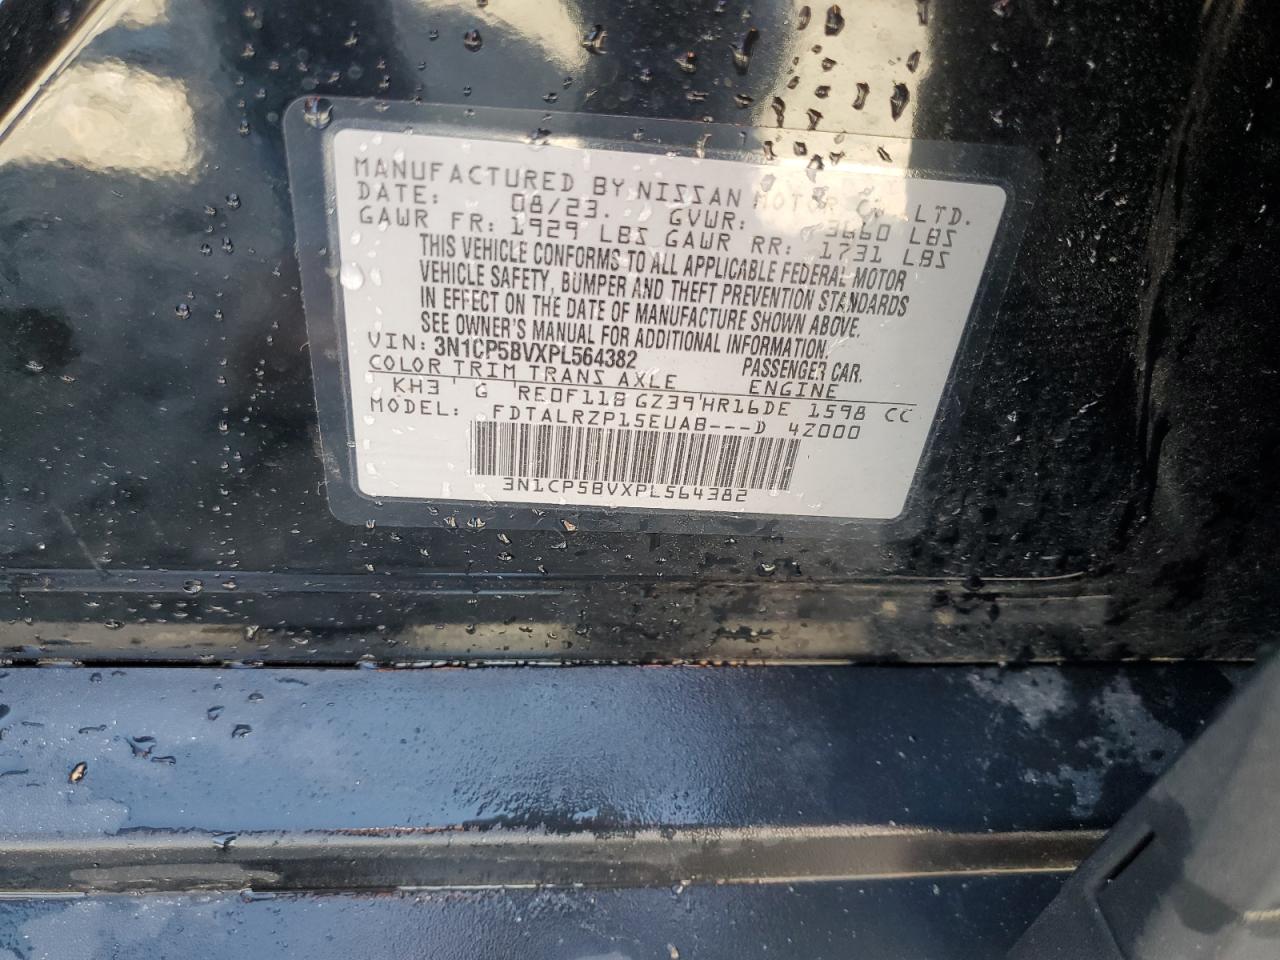 MANUFACTURED BY NISSAN MOTOR CO., LTD.
DATE: 08/23. GVWR: 3660 LBS
GAWR FR: 1929 LBS GAWR RR: 1731 LBS
THIS VEHICLE CONFORMS TO ALL APPLICABLE FEDERAL MOTOR
VEHICLE SAFETY, BUMPER AND THEFT PREVENTION STANDARDS
IN EFFECT ON THE DATE OF MANUFACTURE SHOWN ABOVE.
SEE OWNER'S MANUAL FOR ADDITIONAL INFORMATION.
VIN: 3N1CP5BVXPL564382 PASSENGER CAR.
COLOR TRIM TRANS AXLE ENGINE
KH3 ' G 'RE0F11B GZ39'HR16DE 1598 CC
MODEL: FDTALRZP15EUAB---D 4Z000
3N1CP5BVXPL564382